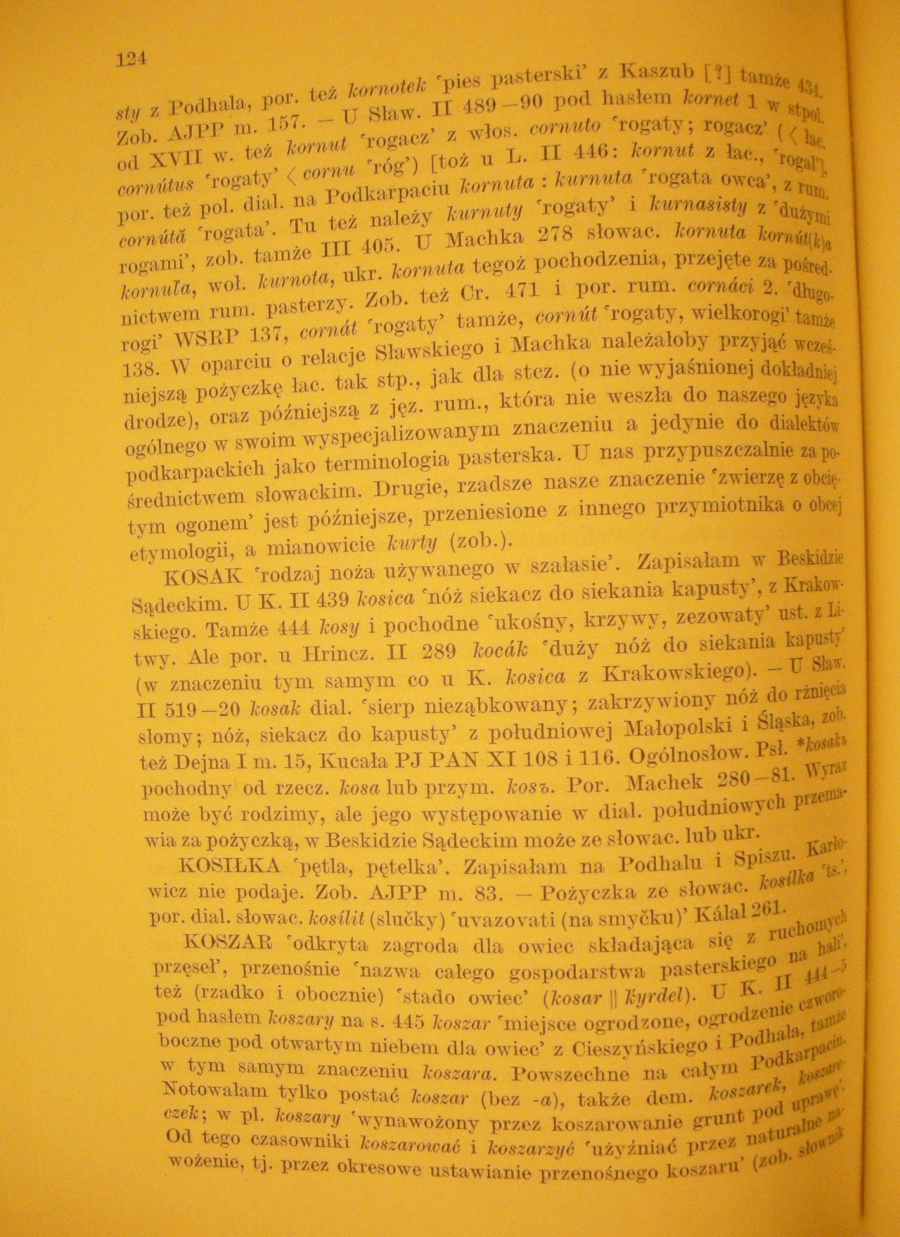 124
sty z Podhala, por. też kornotek 'pies pasterski' z Kaszub [?] tamże 434.
Zob. AJPP m. 157. — U Sław. II 489–90 pod hasłem kornet 1 w stpol.
od XVII w. też kornut 'rogacz' z włos. cornuto 'rogaty; rogacz' (< łac.
cornūtus 'rogaty' < cornu 'róg') [toż u L. II 446: kornut z łac., 'rogal'],
por. też pol. dial. na Podkarpaciu kornuta : kurnuta 'rogata owca', z rum.
cornútă 'rogata'. Tu też należy kurnuty 'rogaty' i kurnasisty z 'dużymi
rogami', zob. tamże III 405. U Machka 278 słowac. kornuta kornút(k)a
kornuľa, woł. kurnota, ukr. kornuta tegoż pochodzenia, przejęte za pośred-
nictwem rum. pasterzy. Zob. też Cr. 471 i por. rum. cornáci 2. 'długo-
rogi' WSRP 137, cornát 'rogaty' tamże, cornút 'rogaty, wielkorogi' tamże
138. W oparciu o relacje Sławskiego i Machka należałoby przyjąć wcześ-
niejszą pożyczkę łac. tak stp., jak dla stcz. (o nie wyjaśnionej dokładniej
drodze), oraz późniejszą z jęz. rum., która nie weszła do naszego języka
ogólnego w swoim wyspecjalizowanym znaczeniu a jedynie do dialektów
podkarpackich jako terminologia pasterska. U nas przypuszczalnie za po-
średnictwem słowackim. Drugie, rzadsze nasze znaczenie 'zwierzę z obcię-
tym ogonem' jest późniejsze, przeniesione z innego przymiotnika o obcej
etymologii, a mianowicie kurty (zob.).
KOSAK 'rodzaj noża używanego w szałasie'. Zapisałam w Beskidzie
Sądeckim. U K. II 439 kosica 'nóż siekacz do siekania kapusty', z Krakow-
skiego. Tamże 444 kosy i pochodne 'ukośny, krzywy, zezowaty' ust. z Li-
twy. Ale por. u Hrincz. II 289 kocák 'duży nóż do siekania kapusty'
(w znaczeniu tym samym co u K. kosica z Krakowskiego). — U Sław.
II 519–20 kosak dial. 'sierp nieząbkowany; zakrzywiony nóż do rżnięcia
słomy; nóż, siekacz do kapusty' z południowej Małopolski i Śląska, zob.
też Dejna I m. 15, Kucała PJ PAN XI 108 i 116. Ogólnosłow. Psł. *kosakъ
pochodny od rzecz. kosa lub przym. kosъ. Por. Machek 280–81. Wyraz
może być rodzimy, ale jego występowanie w dial. południowych przema-
wia za pożyczką, w Beskidzie Sądeckim może ze słowac. lub ukr.
KOSIŁKA 'pętla, pętelka'. Zapisałam na Podhalu i Spiszu. Karło-
wicz nie podaje. Zob. AJPP m. 83. — Pożyczka ze słowac. kosílka 'ts.',
por. dial. słowac. kosílit (slučky) 'uvazovati (na smyčku)' Kálal 261.
KOSZAR 'odkryta zagroda dla owiec składająca się z ruchomych
przęseł', przenośnie 'nazwa całego gospodarstwa pasterskiego na hali',
też (rzadko i obocznie) 'stado owiec' (kosar || kyrdel). U K. II 444–5
pod hasłem koszary na s. 445 koszar 'miejsce ogrodzone, ogrodzenie czworo-
boczne pod otwartym niebem dla owiec' z Cieszyńskiego i Podhala, tamże
w tym samym znaczeniu koszara. Powszechne na całym Podkarpaciu.
Notowałam tylko postać koszar (bez -a), także dem. koszarek, koszare-
czek; w pl. koszary 'wynawożony przez koszarowanie grunt pod uprawę'.
Od tego czasowniki koszarować i koszarzyć 'użyźniać przez naturalne na-
wożenie, tj. przez okresowe ustawianie przenośnego koszaru' (zob. słownik